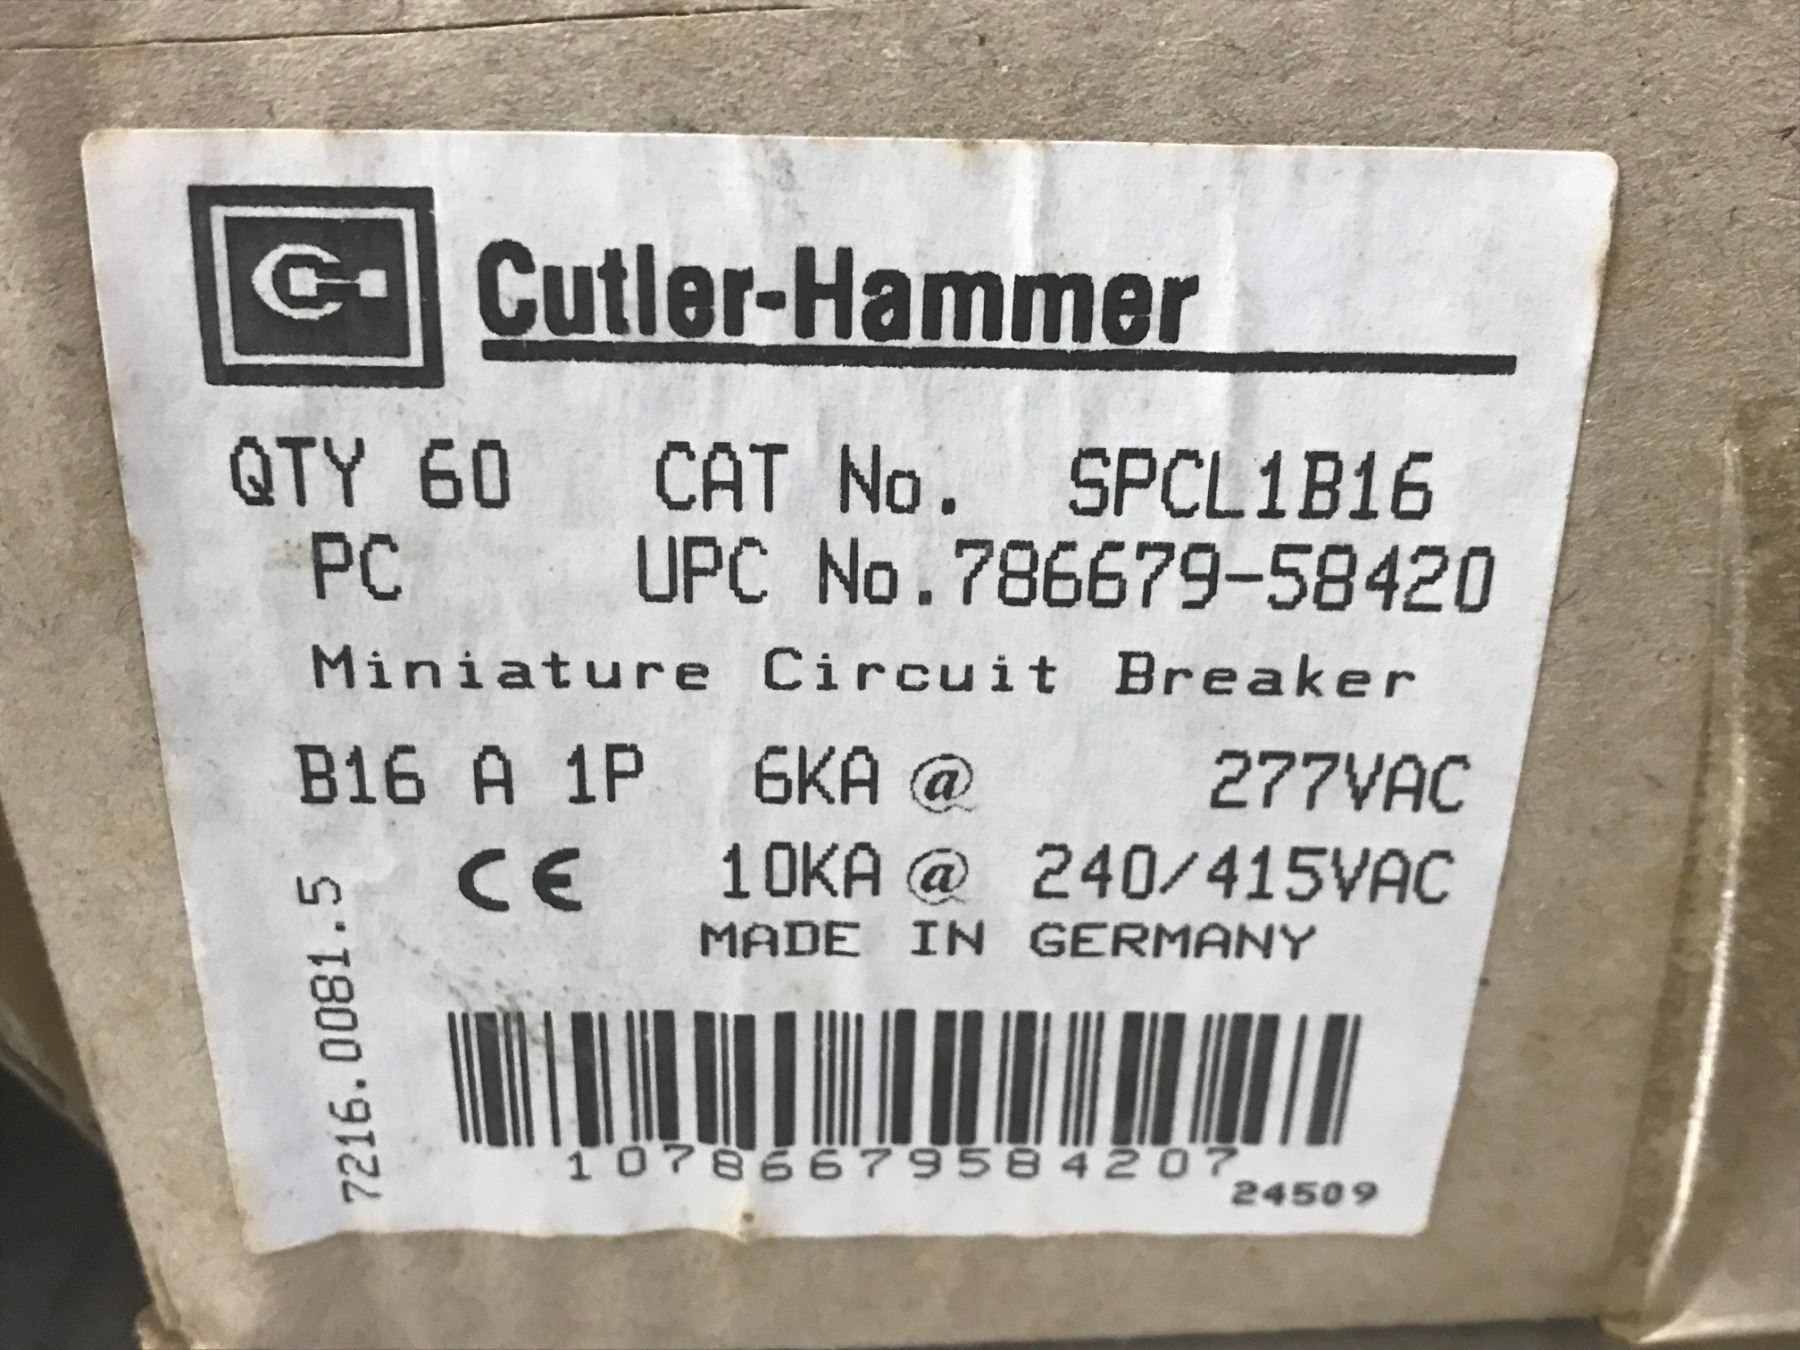 Cutler-Hammer
QTY 60 CAT No. SPCL1B16
PC UPC No.786679-58420
Miniature Circuit Breaker
B16 A 1P 6KA @ 277VAC
CE 10KA @ 240/415VAC
MADE IN GERMANY
7216.0081.5
10786679584207
24509